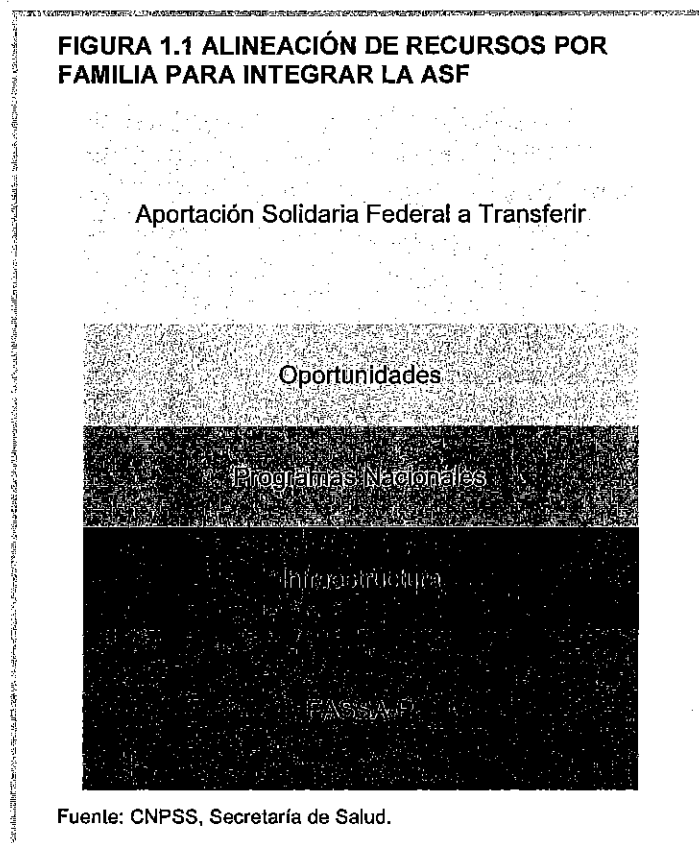 FIGURA 1.1 ALINEACIÓN DE RECURSOS POR
FAMILIA PARA INTEGRAR LA ASF
Aportación Solidaria Federal a Transferir
Oportunidades
Programas Nacionales
Infraestructura
FASSA-P
Fuente: CNPSS, Secretaría de Salud.